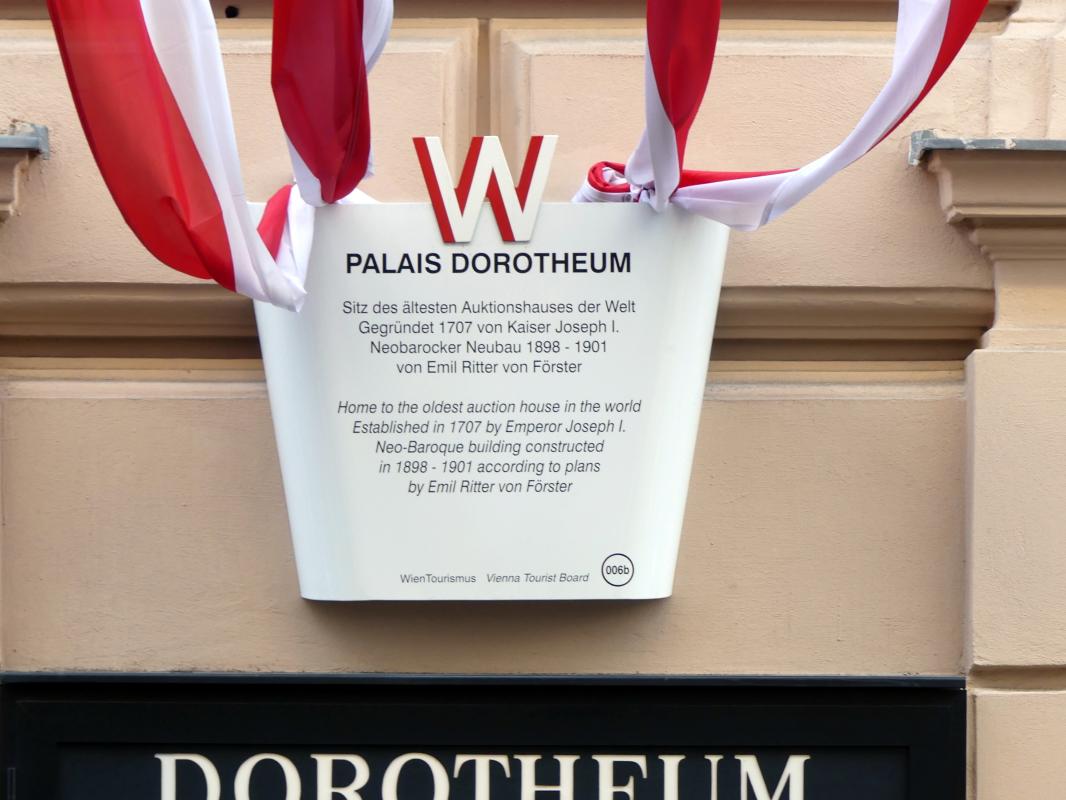 W
PALAIS DOROTHEUM
Sitz des ältesten Auktionshauses der Welt
Gegründet 1707 von Kaiser Joseph I.
Neobarocker Neubau 1898 - 1901
von Emil Ritter von Förster
Home to the oldest auction house in the world
Established in 1707 by Emperor Joseph I.
Neo-Baroque building constructed
in 1898 - 1901 according to plans
by Emil Ritter von Förster
WienTourismus Vienna Tourist Board 006b
DOROTHEUM